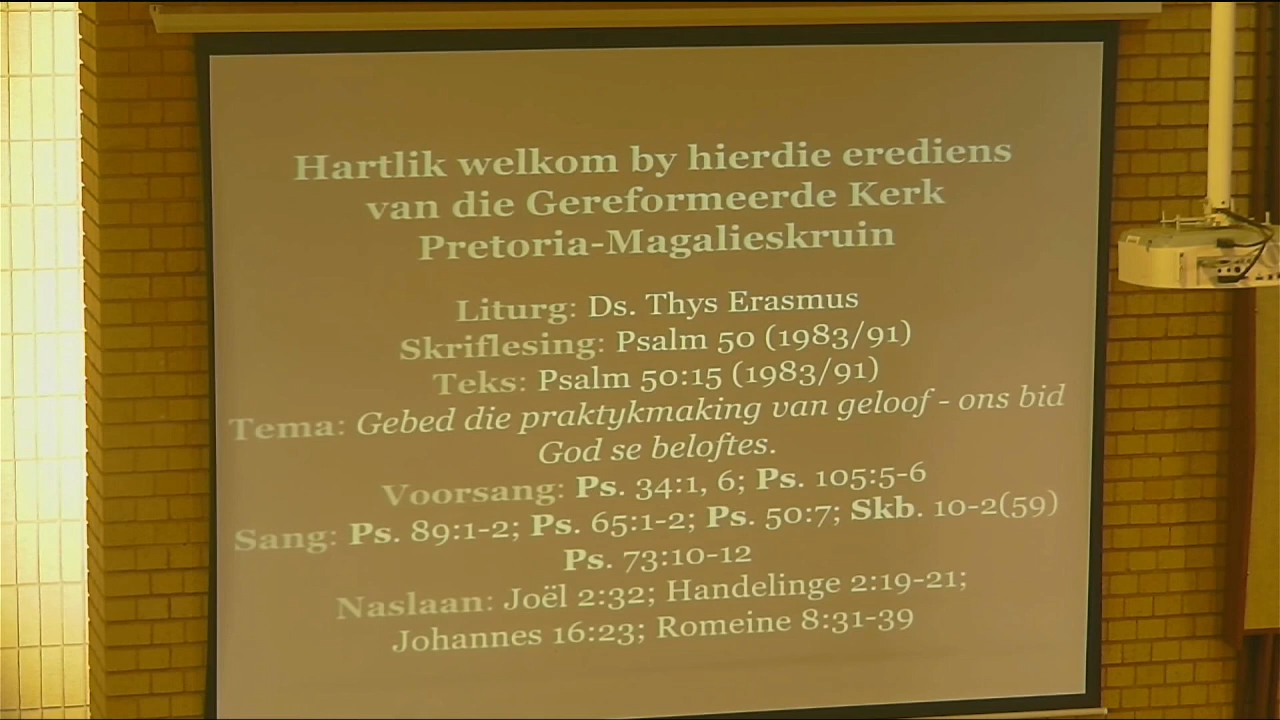 Hartlik welkom by hierdie erediens
van die Gereformeerde Kerk
Pretoria-Magalieskruin
Liturg: Ds. Thys Erasmus
Skriflesing: Psalm 50 (1983/91)
Teks: Psalm 50:15 (1983/91)
Tema: Gebed die praktykmaking van geloof - ons bid
God se beloftes.
Voorsang: Ps. 34:1, 6; Ps. 105:5-6
Sang: Ps. 89:1-2; Ps. 65:1-2; Ps. 50:7; Skb. 10-2(59)
Ps. 73:10-12
Naslaan: Joël 2:32; Handelinge 2:19-21;
Johannes 16:23; Romeine 8:31-39